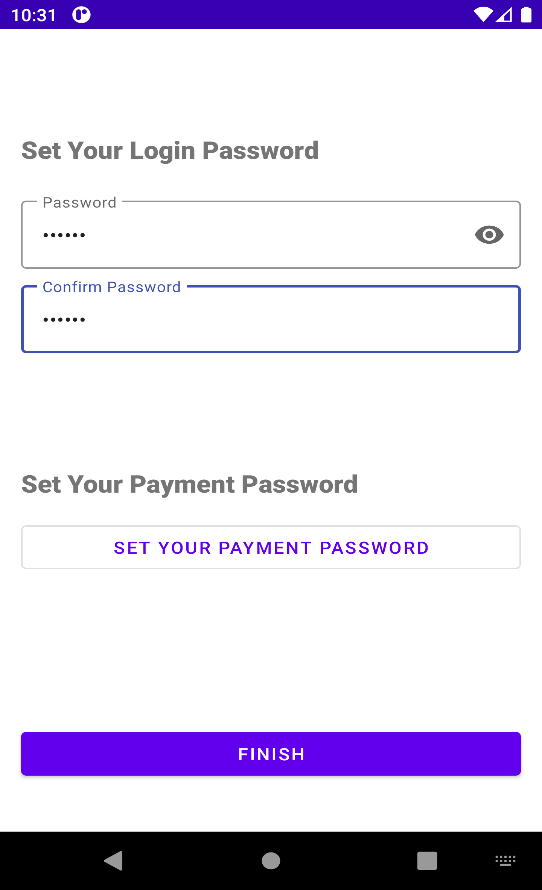 10:31
Set Your Login Password
Password
••••••
Confirm Password
••••••
Set Your Payment Password
SET YOUR PAYMENT PASSWORD
FINISH